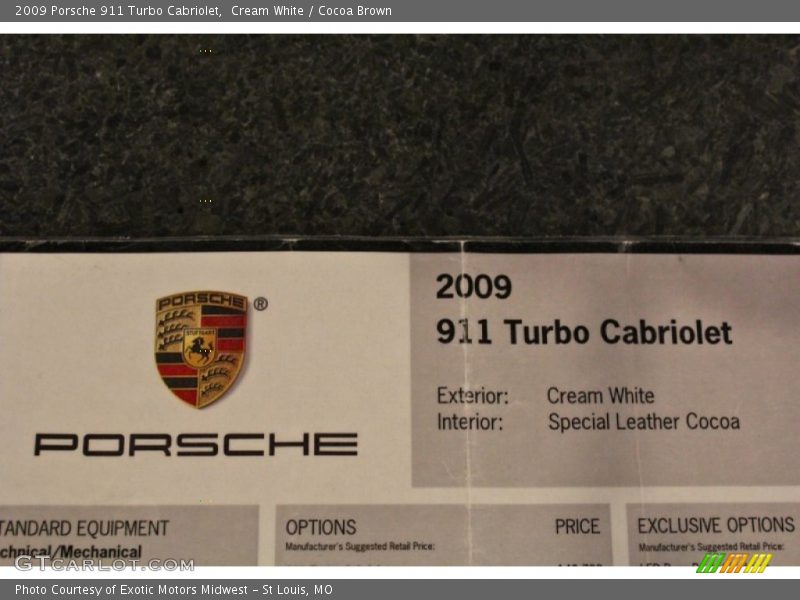 2009 Porsche 911 Turbo Cabriolet,  Cream White / Cocoa Brown
PORSCHE
STUTTGART
®
PORSCHE
2009
911 Turbo Cabriolet
Exterior: Cream White
Interior: Special Leather Cocoa
TANDARD EQUIPMENT
chnical/Mechanical
OPTIONS PRICE
Manufacturer's Suggested Retail Price:
EXCLUSIVE OPTIONS
Manufacturer's Suggested Retail Price:
GTcarlot.com
Photo Courtesy of Exotic Motors Midwest – St Louis, MO